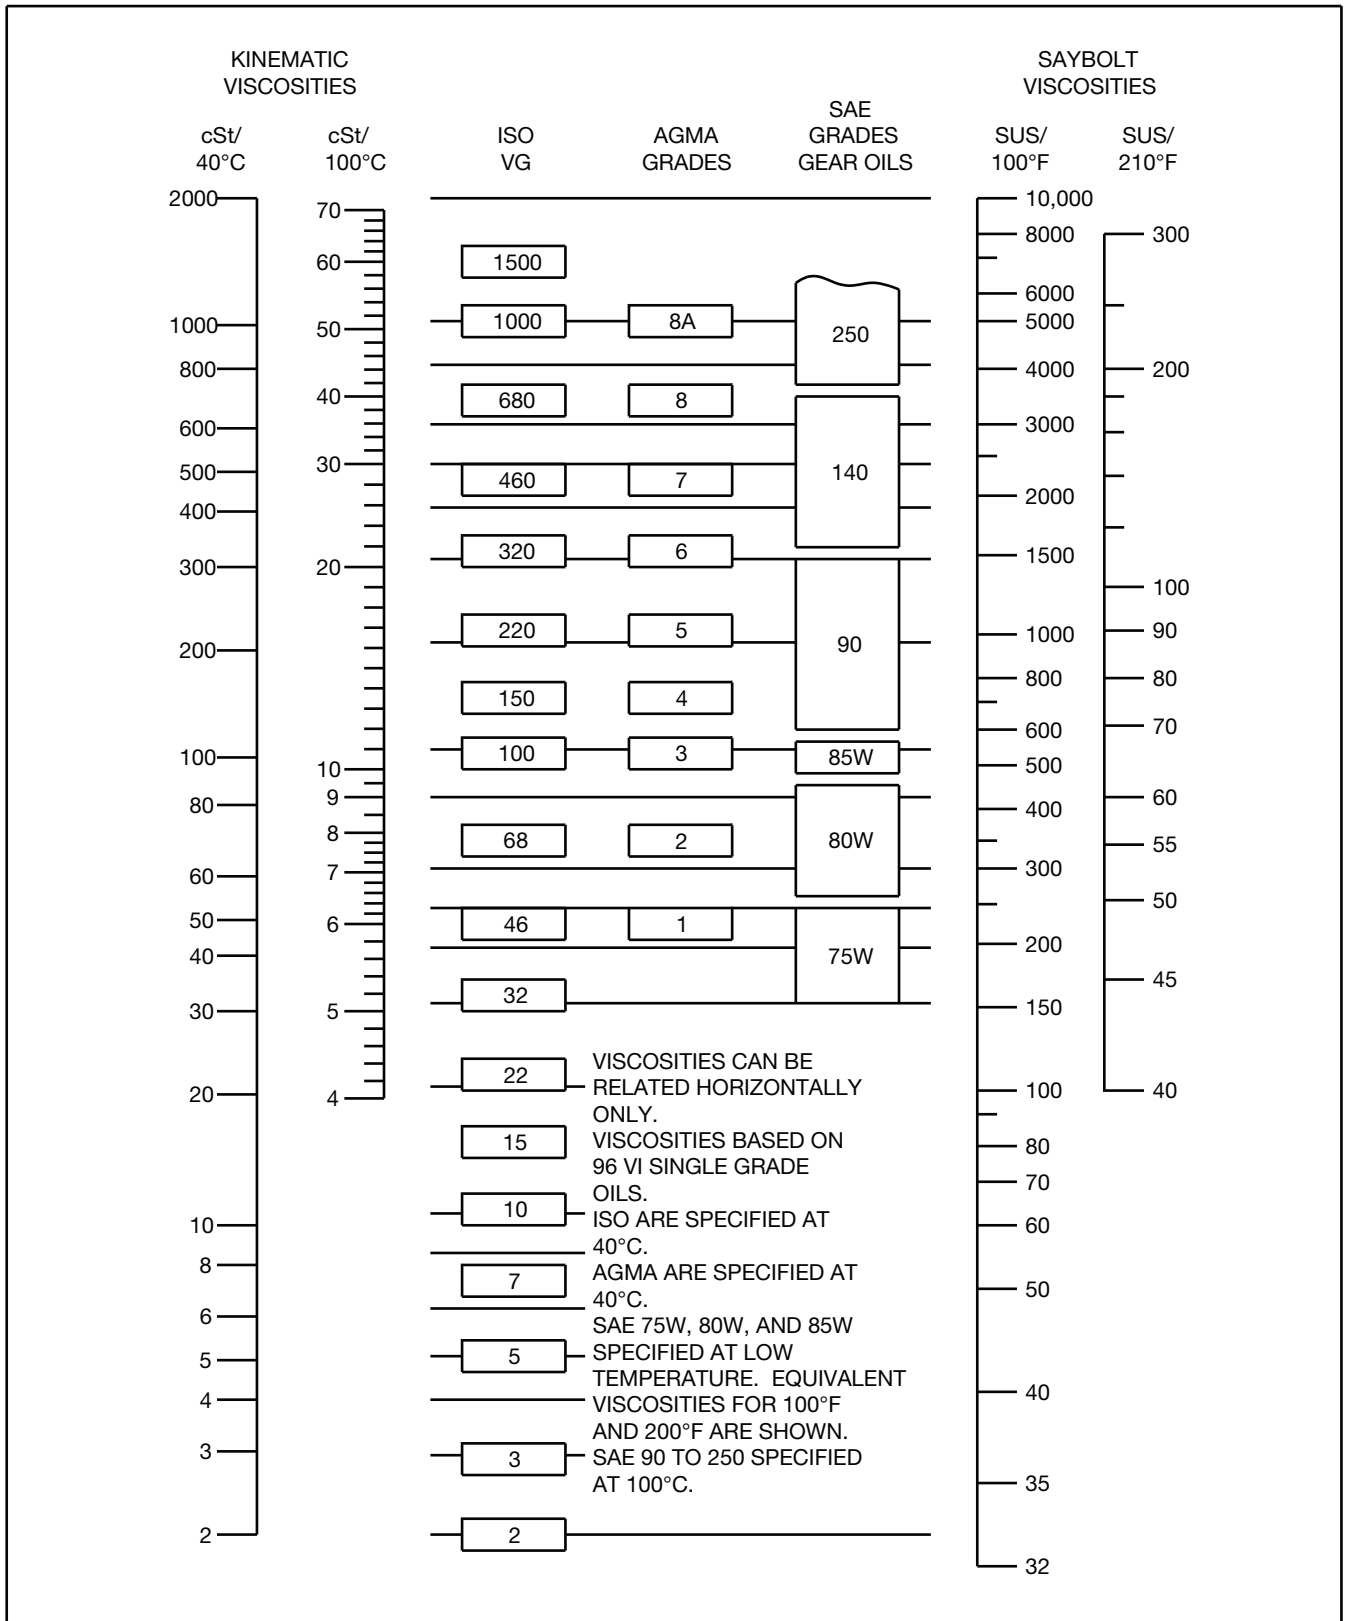 KINEMATIC
VISCOSITIES
SAYBOLT
VISCOSITIES
cSt/
40°C
cSt/
100°C
ISO
VG
AGMA
GRADES
SAE
GRADES
GEAR OILS
SUS/
100°F
SUS/
210°F
2000
1000
800
600
500
400
300
200
100
80
60
50
40
30
20
10
8
6
5
4
3
2
70
60
50
40
30
20
10
9
8
7
6
5
4
1500
1000
680
460
320
220
150
100
68
46
32
22
15
10
7
5
3
2
8A
8
7
6
5
4
3
2
1
250
140
90
85W
80W
75W
VISCOSITIES CAN BE
RELATED HORIZONTALLY
ONLY.
VISCOSITIES BASED ON
96 VI SINGLE GRADE
OILS.
ISO ARE SPECIFIED AT
40°C.
AGMA ARE SPECIFIED AT
40°C.
SAE 75W, 80W, AND 85W
SPECIFIED AT LOW
TEMPERATURE. EQUIVALENT
VISCOSITIES FOR 100°F
AND 200°F ARE SHOWN.
SAE 90 TO 250 SPECIFIED
AT 100°C.
10,000
8000
6000
5000
4000
3000
2000
1500
1000
800
600
500
400
300
200
150
100
80
70
60
50
40
35
32
300
200
100
90
80
70
60
55
50
45
40